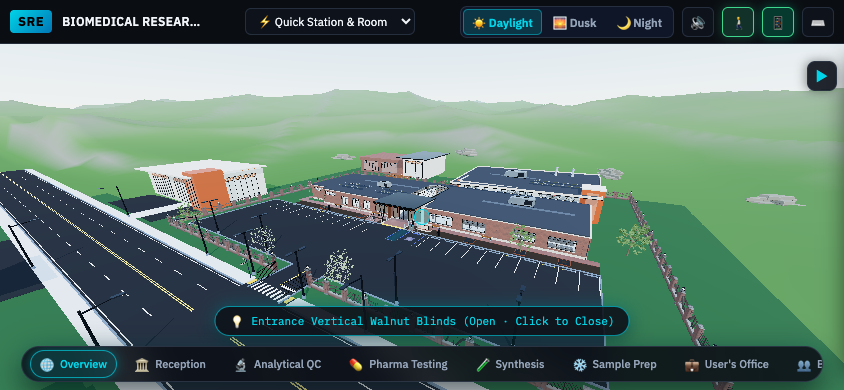 SRE BIOMEDICAL RESEAR... ⚡ Quick Station & Room ☀️ Daylight 🌇 Dusk 🌙 Night
💡 Entrance Vertical Walnut Blinds (Open · Click to Close)
🌐 Overview 🏛️ Reception 🔬 Analytical QC 💊 Pharma Testing 🧪 Synthesis ❄️ Sample Prep 💼 User's Office 👥